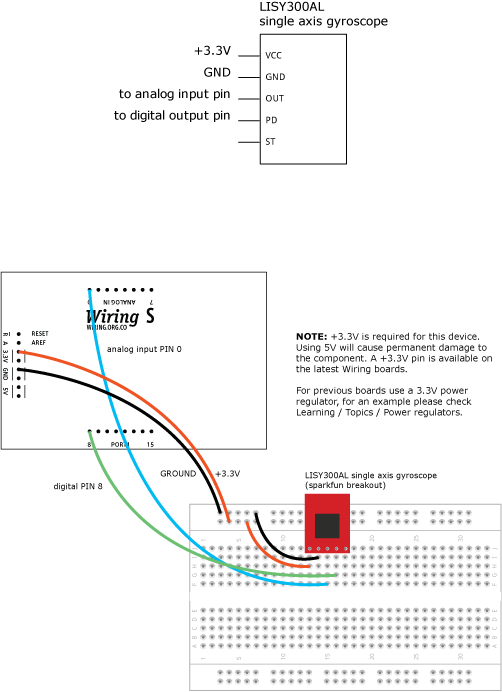 LISY300AL
single axis gyroscope
+3.3V
VCC
GND
GND
to analog input pin
OUT
to digital output pin
PD
ST
0 ANALOG IN 7
Wiring S
WIRING.ORG.CO
R RESET
A AREF
3.3V
GND
5V
analog input PIN 0
NOTE: +3.3V is required for this device.
Using 5V will cause permanent damage to
the component. A +3.3V pin is available on
the latest Wiring boards.
For previous boards use a 3.3V power
regulator, for an example please check
Learning / Topics / Power regulators.
8 PORT 15
GROUND
+3.3V
digital PIN 8
LISY300AL single axis gyroscope
(sparkfun breakout)
1 5 10 15 20 25 30
J
I
H
G
F
E
D
C
B
A
1 5 10 15 20 25 30